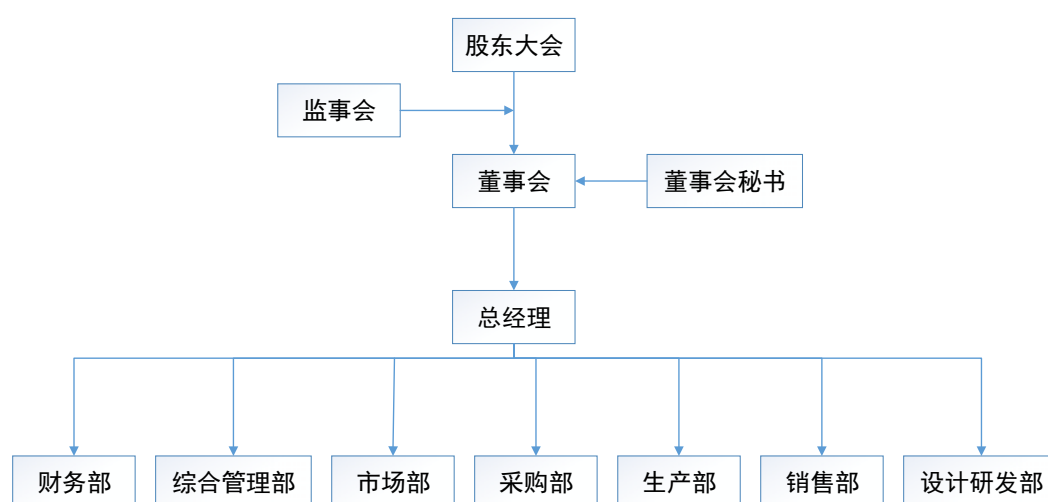 股东大会
监事会
董事会
董事会秘书
总经理
财务部
综合管理部
市场部
采购部
生产部
销售部
设计研发部